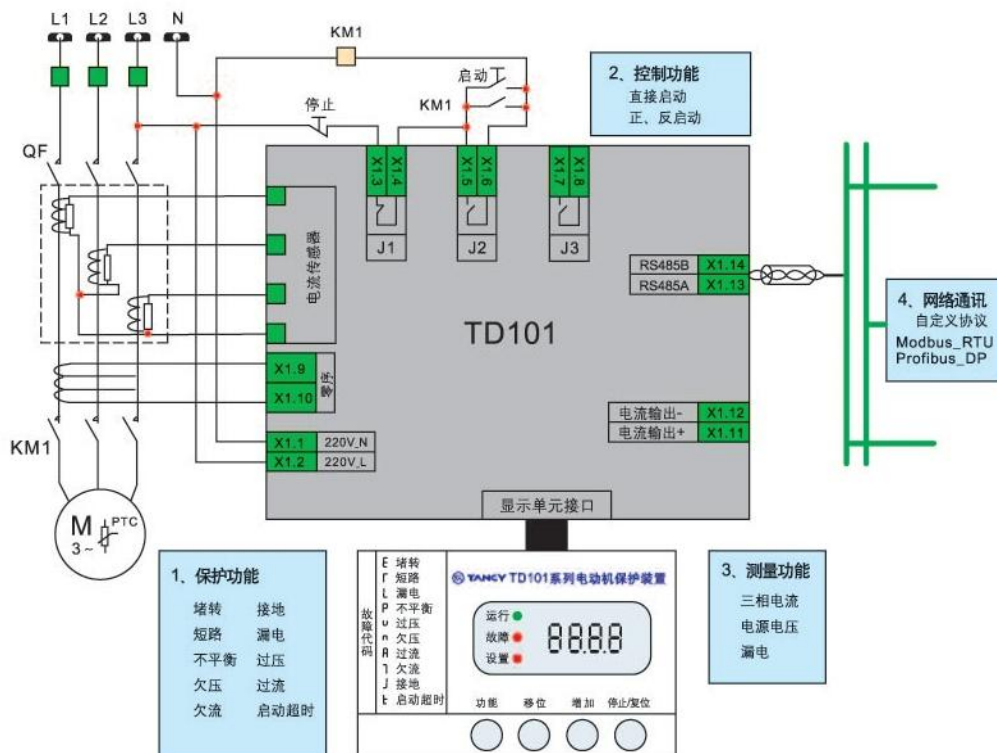 L1 L2 L3 N
KM1
启动
KM1
停止
2、控制功能
直接启动
正、反启动
QF
X1.3 X1.4 X1.5 X1.6 X1.7 X1.8
J1 J2 J3
电流传感器
RS485B X1.14
RS485A X1.13
TD101
4、网络通讯
自定义协议
Modbus_RTU
Profibus_DP
X1.9
X1.10
零序
电流输出- X1.12
电流输出+ X1.11
X1.1 220V_N
X1.2 220V_L
KM1
显示单元接口
M
3~
PTC
1、保护功能
堵转 接地
短路 漏电
不平衡 过压
欠压 过流
欠流 启动超时
故障代码
E 堵转
Γ 短路
L 漏电
P 不平衡
u 过压
n 欠压
A 过流
˥ 欠流
J 接地
t 启动超时
TANCY TD101系列电动机保护装置
运行
故障
设置
8.8.8.8
功能 移位 增加 停止/复位
3、测量功能
三相电流
电源电压
漏电